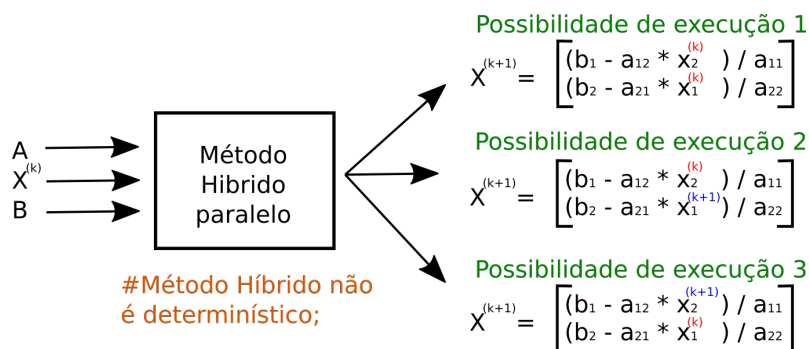 Possibilidade de execução 1
X^(k+1) = [(b₁ - a₁₂ * x₂^(k) ) / a₁₁
(b₂ - a₂₁ * x₁^(k) ) / a₂₂]
A
X^(k)
B
Método
Hibrido
paralelo
Possibilidade de execução 2
X^(k+1) = [(b₁ - a₁₂ * x₂^(k) ) / a₁₁
(b₂ - a₂₁ * x₁^(k+1) ) / a₂₂]
#Método Híbrido não
é determinístico;
Possibilidade de execução 3
X^(k+1) = [(b₁ - a₁₂ * x₂^(k+1) ) / a₁₁
(b₂ - a₂₁ * x₁^(k) ) / a₂₂]